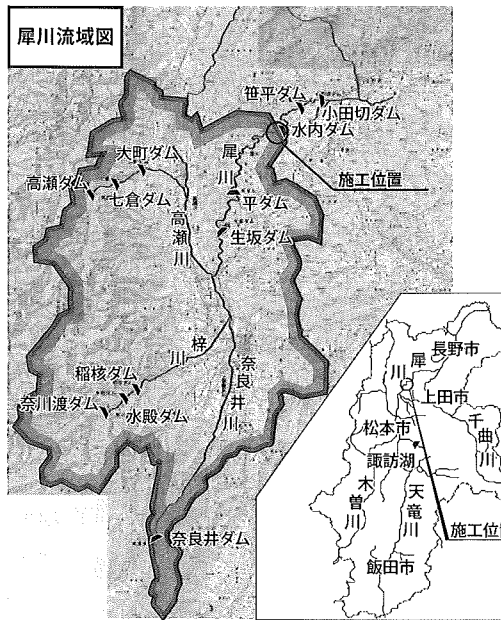 犀川流域図
笹平ダム
小田切ダム
水内ダム
大町ダム
犀川
高瀬ダム
七倉ダム
施工位置
平ダム
高瀬川
生坂ダム
梓川
奈良井川
稲核ダム
奈川渡ダム
水殿ダム
奈良井ダム
犀川
長野市
上田市
千曲川
松本市
諏訪湖
木曽川
天竜川
施工位
飯田市